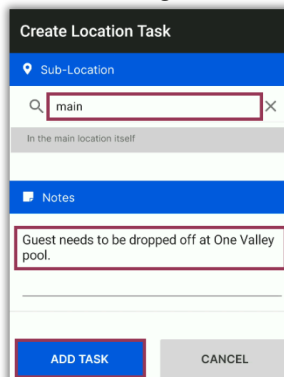 Create Location Task
Sub-Location
main
In the main location itself
Notes
Guest needs to be dropped off at One Valley
pool.
ADD TASK
CANCEL